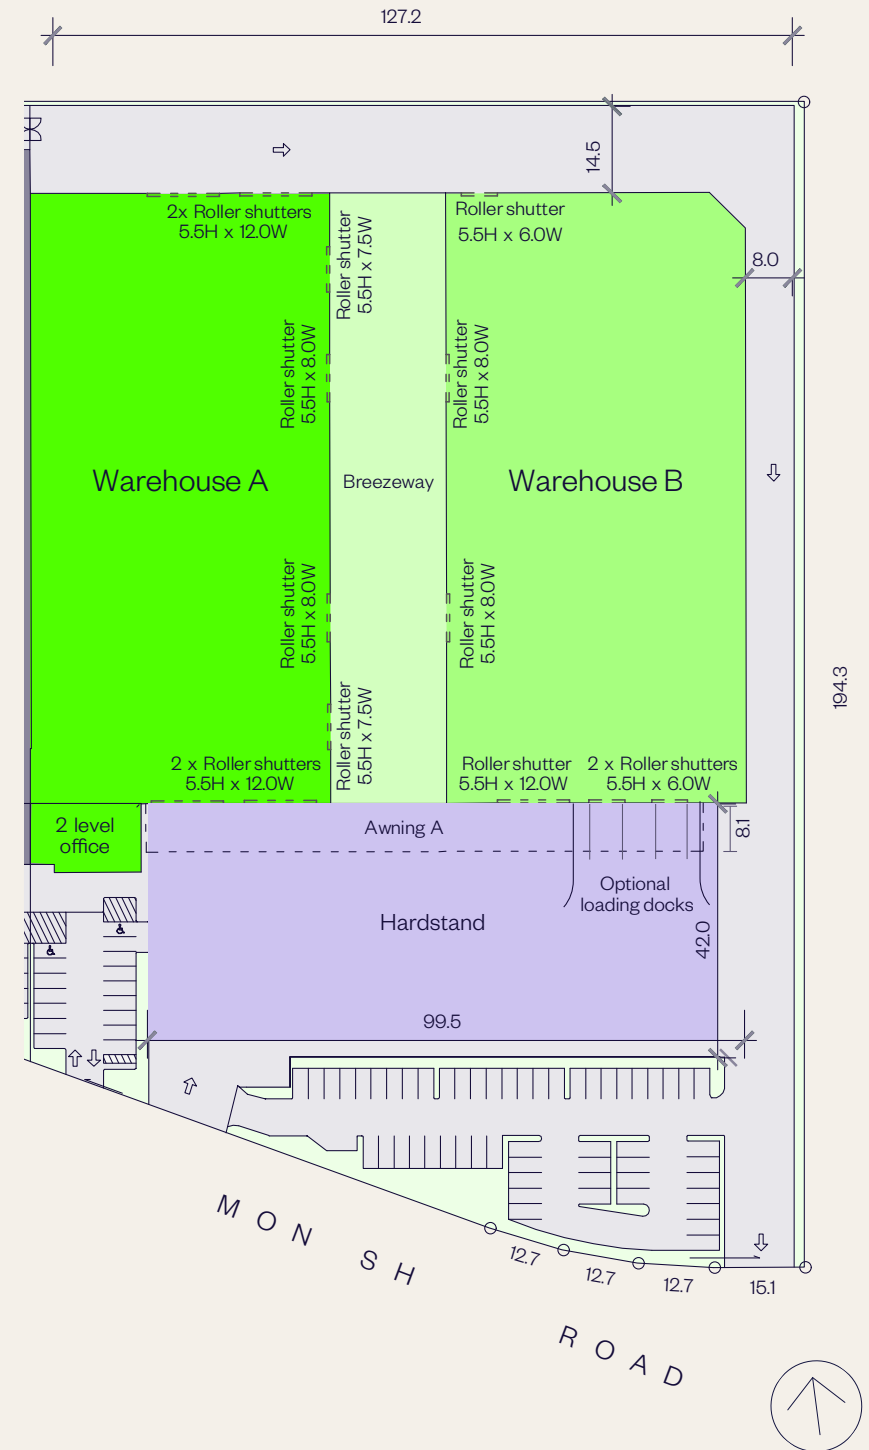 127.2
14.5
2x Roller shutters
5.5H x 12.0W
Roller shutter
5.5H x 7.5W
Roller shutter
5.5H x 6.0W
8.0
Roller shutter
5.5H x 8.0W
Roller shutter
5.5H x 8.0W
Warehouse A
Breezeway
Warehouse B
Roller shutter
5.5H x 8.0W
Roller shutter
5.5H x 8.0W
194.3
Roller shutter
5.5H x 7.5W
2 x Roller shutters
5.5H x 12.0W
Roller shutter
5.5H x 12.0W
2 x Roller shutters
5.5H x 6.0W
2 level
office
Awning A
8.1
Optional
loading docks
Hardstand
42.0
99.5
MON SH ROAD
12.7
12.7
12.7
15.1